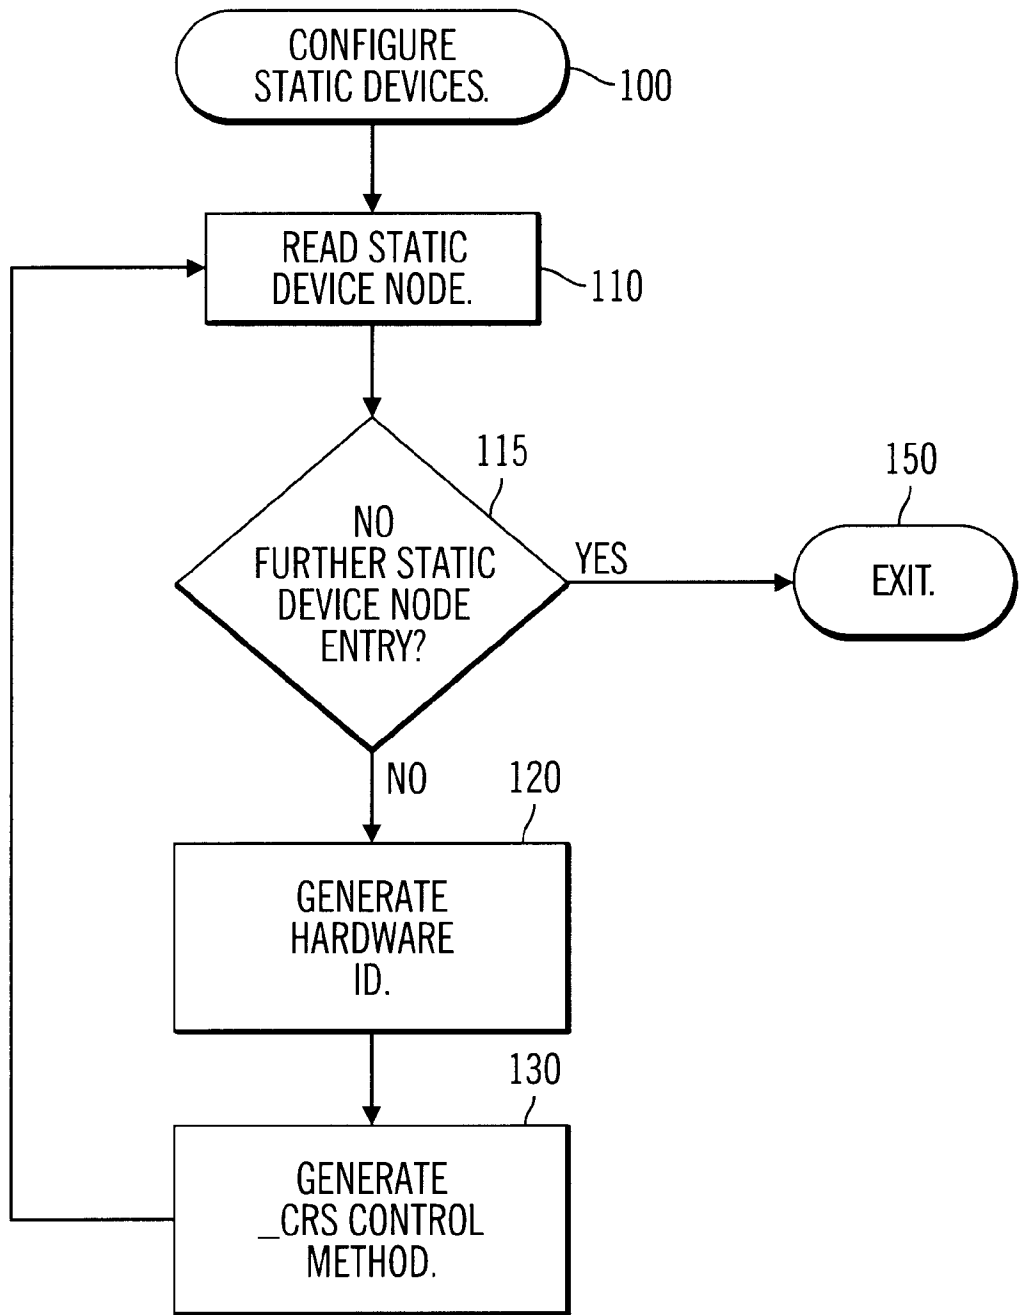 CONFIGURE
STATIC DEVICES.
100
READ STATIC
DEVICE NODE.
110
115
NO
FURTHER STATIC
DEVICE NODE
ENTRY?
YES
150
EXIT.
NO
120
GENERATE
HARDWARE
ID.
130
GENERATE
_CRS CONTROL
METHOD.